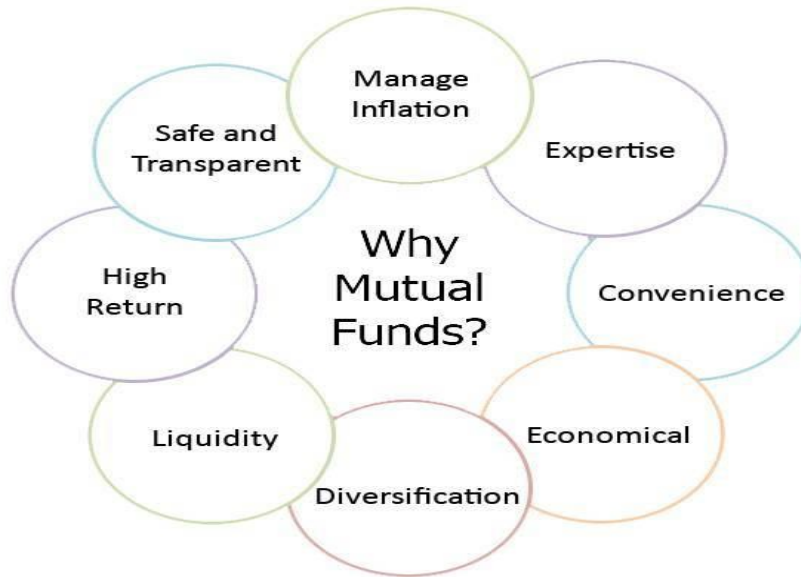 Manage
Inflation
Expertise
Convenience
Economical
Diversification
Liquidity
High
Return
Safe and
Transparent
Why
Mutual
Funds?